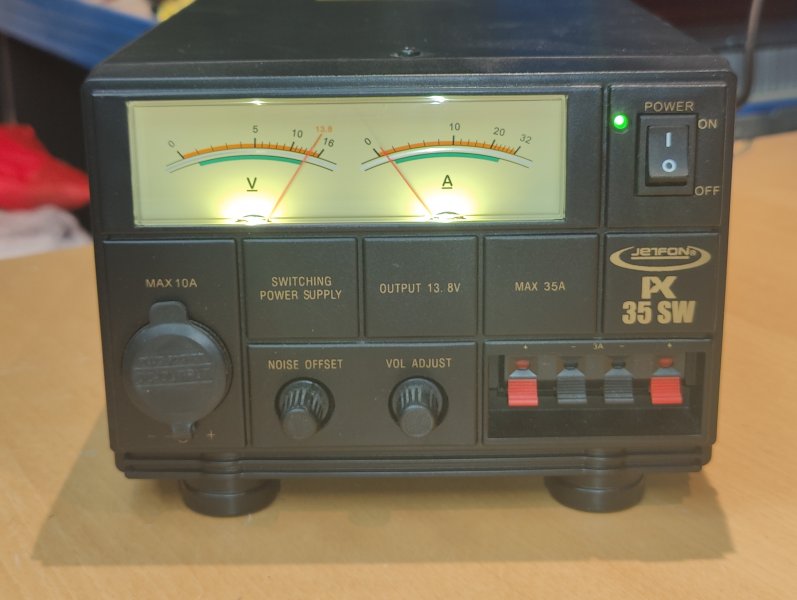 0 5 10 13.8 16
V
0 10 20 32
A
POWER
ON
I
O
OFF
MAX 10A
SWITCHING
POWER SUPPLY
OUTPUT 13. 8V
MAX 35A
JETFON®
PX
35 SW
NOISE OFFSET
VOL ADJUST
+ − 3A − +
− +